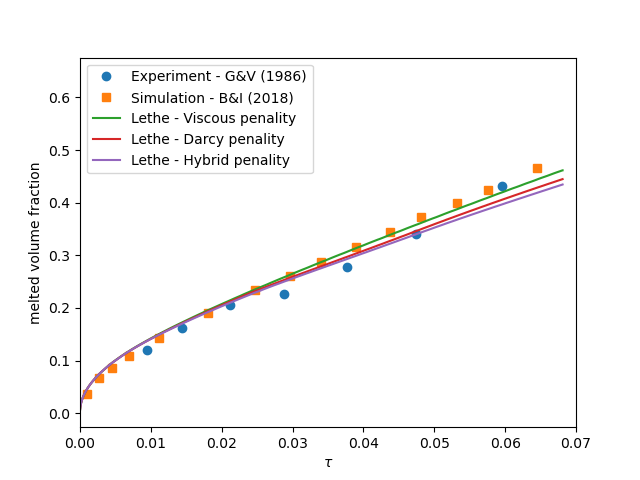 Experiment - G&V (1986)
Simulation - B&I (2018)
Lethe - Viscous penality
Lethe - Darcy penality
Lethe - Hybrid penality
melted volume fraction
0.6
0.5
0.4
0.3
0.2
0.1
0.0
0.00 0.01 0.02 0.03 0.04 0.05 0.06 0.07
τ